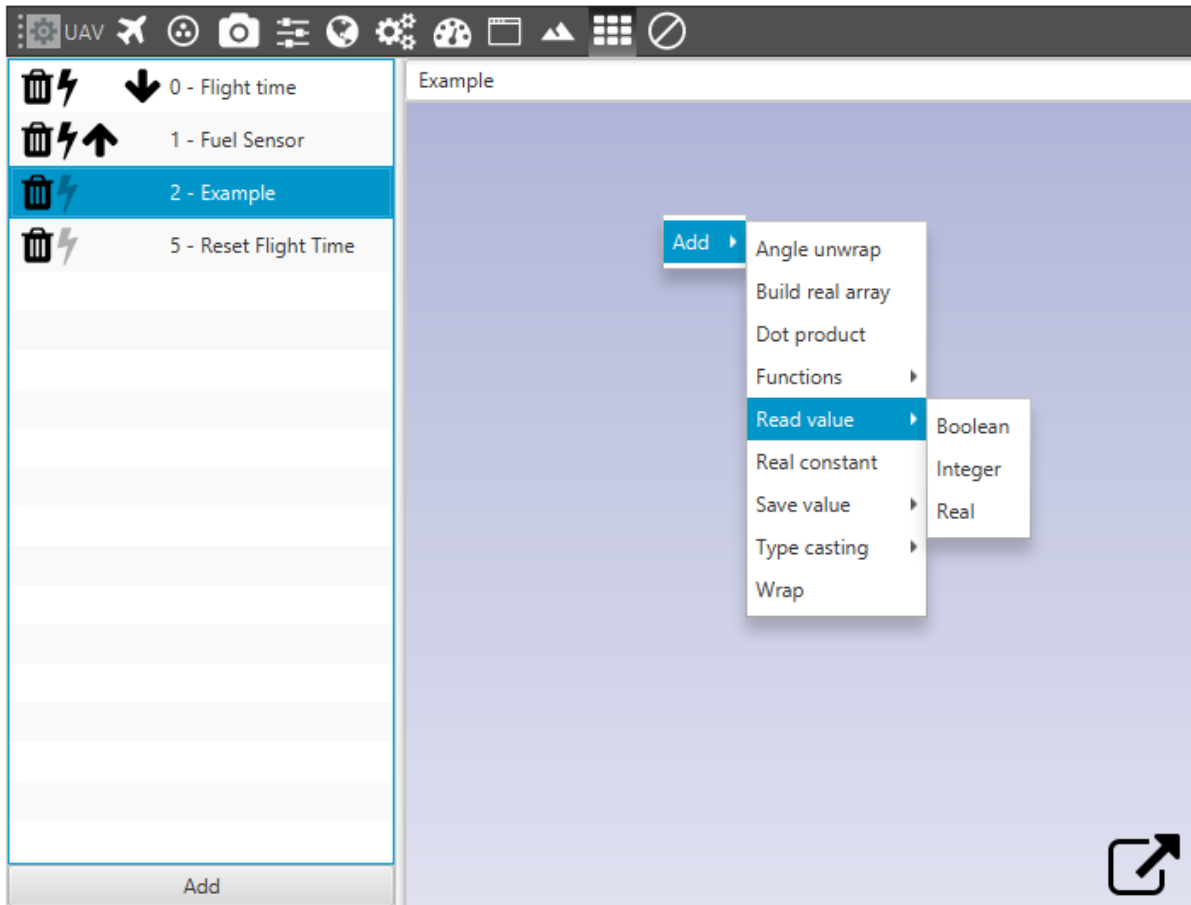 UAV
0 - Flight time
1 - Fuel Sensor
2 - Example
5 - Reset Flight Time
Add
Example
Add
Angle unwrap
Build real array
Dot product
Functions
Read value
Real constant
Save value
Type casting
Wrap
Boolean
Integer
Real